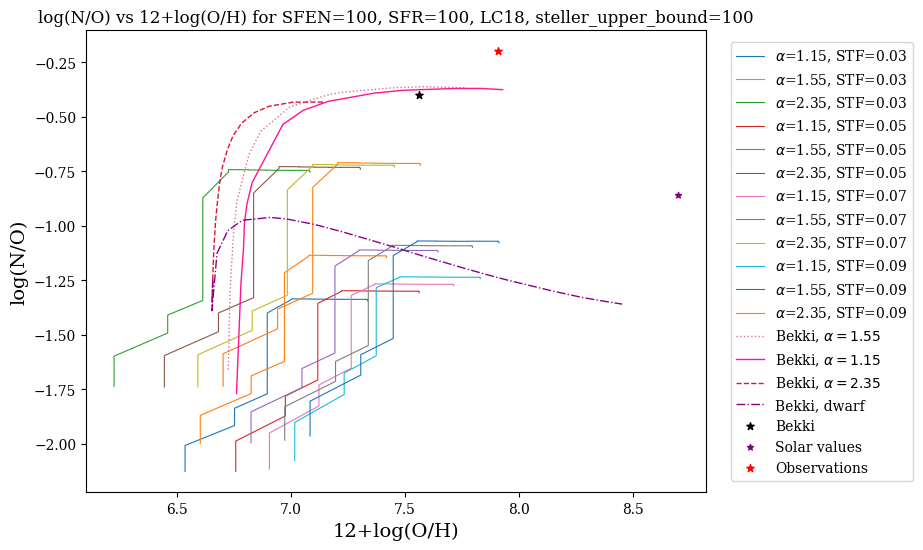 log(N/O) vs 12+log(O/H) for SFEN=100, SFR=100, LC18, steller_upper_bound=100
log(N/O)
−0.25
−0.50
−0.75
−1.00
−1.25
−1.50
−1.75
−2.00
6.5
7.0
7.5
8.0
8.5
12+log(O/H)
α=1.15, STF=0.03
α=1.55, STF=0.03
α=2.35, STF=0.03
α=1.15, STF=0.05
α=1.55, STF=0.05
α=2.35, STF=0.05
α=1.15, STF=0.07
α=1.55, STF=0.07
α=2.35, STF=0.07
α=1.15, STF=0.09
α=1.55, STF=0.09
α=2.35, STF=0.09
Bekki, α = 1.55
Bekki, α = 1.15
Bekki, α = 2.35
Bekki, dwarf
Bekki
Solar values
Observations